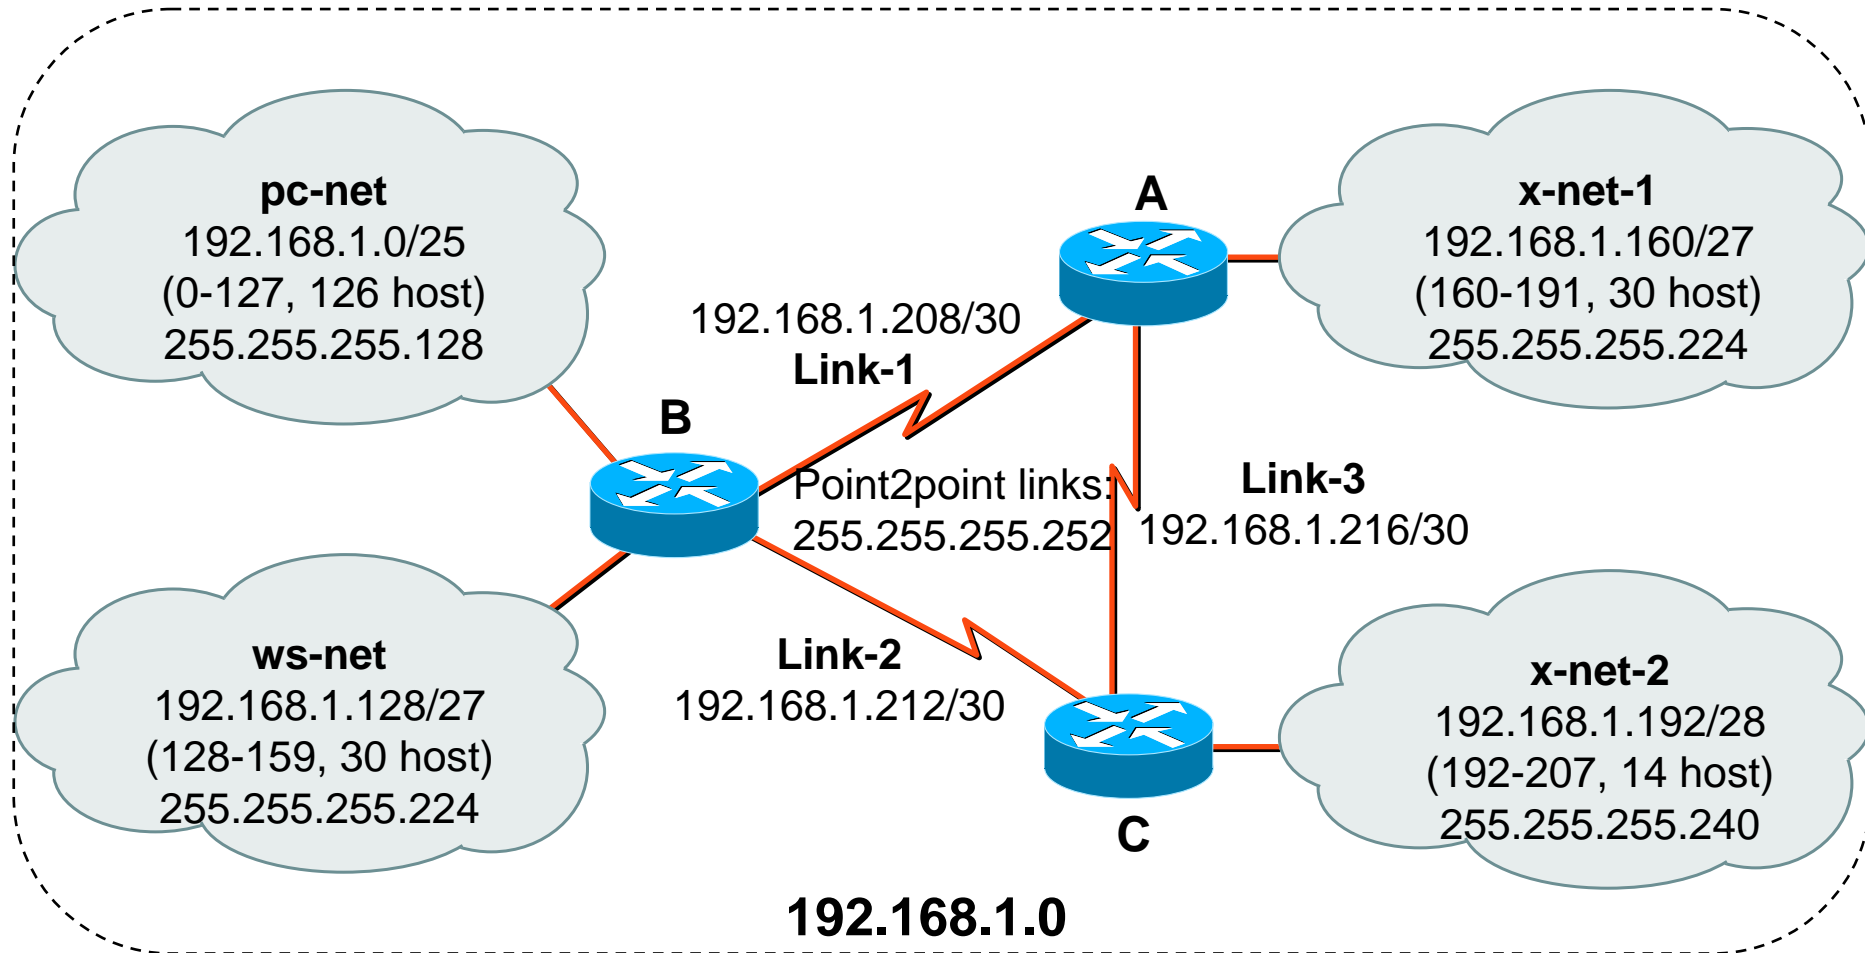 pc-net
192.168.1.0/25
(0-127, 126 host)
255.255.255.128
A
x-net-1
192.168.1.160/27
(160-191, 30 host)
255.255.255.224
192.168.1.208/30
Link-1
B
Point2point links:
255.255.255.252
Link-3
192.168.1.216/30
ws-net
192.168.1.128/27
(128-159, 30 host)
255.255.255.224
Link-2
192.168.1.212/30
C
x-net-2
192.168.1.192/28
(192-207, 14 host)
255.255.255.240
192.168.1.0